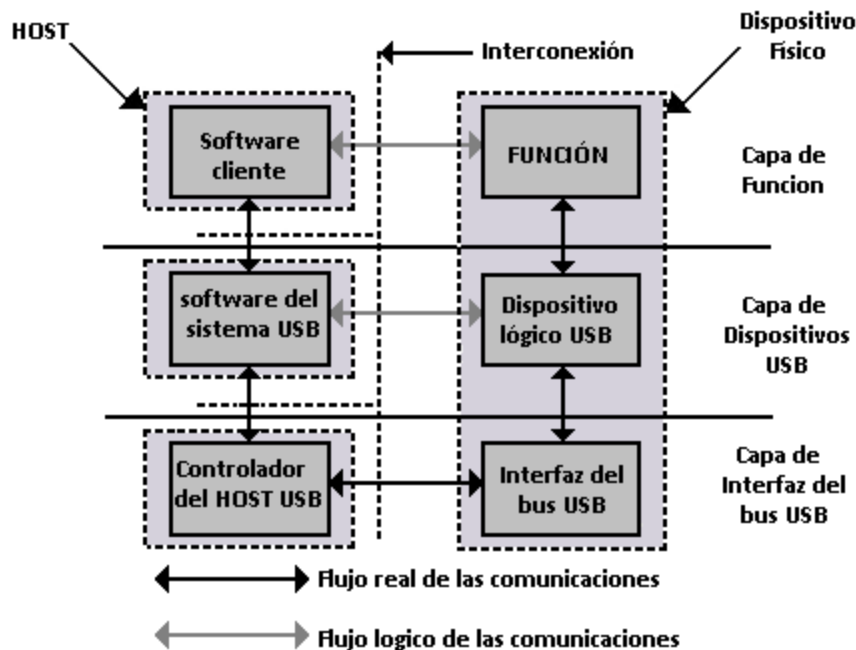 HOST
Interconexión
Dispositivo
Físico
Software
cliente
FUNCIÓN
Capa de
Funcion
software del
sistema USB
Dispositivo
lógico USB
Capa de
Dispositivos
USB
Controlador
del HOST USB
Interfaz del
bus USB
Capa de
Interfaz del
bus USB
Flujo real de las comunicaciones
Flujo logico de las comunicaciones